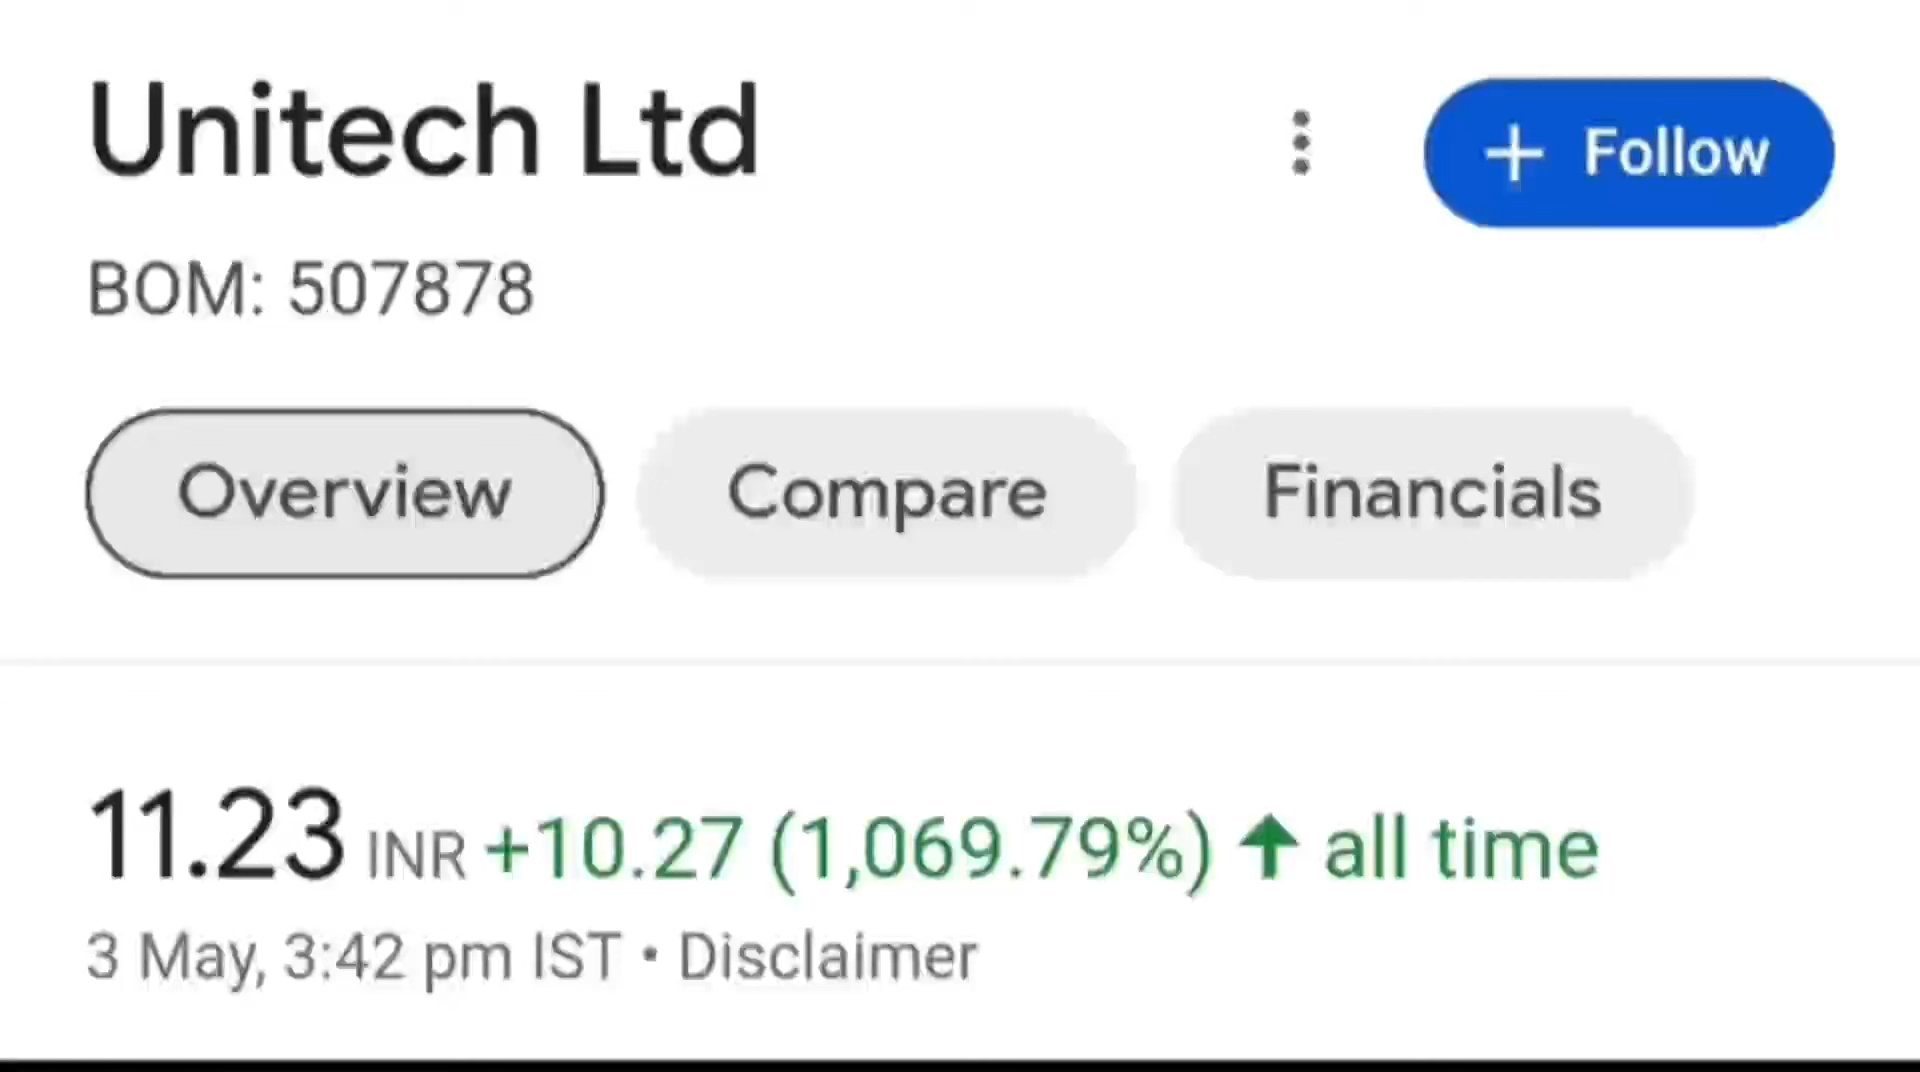 Unitech Ltd
+ Follow
BOM: 507878
Overview
Compare
Financials
11.23 INR +10.27 (1,069.79%) ↑ all time
3 May, 3:42 pm IST • Disclaimer